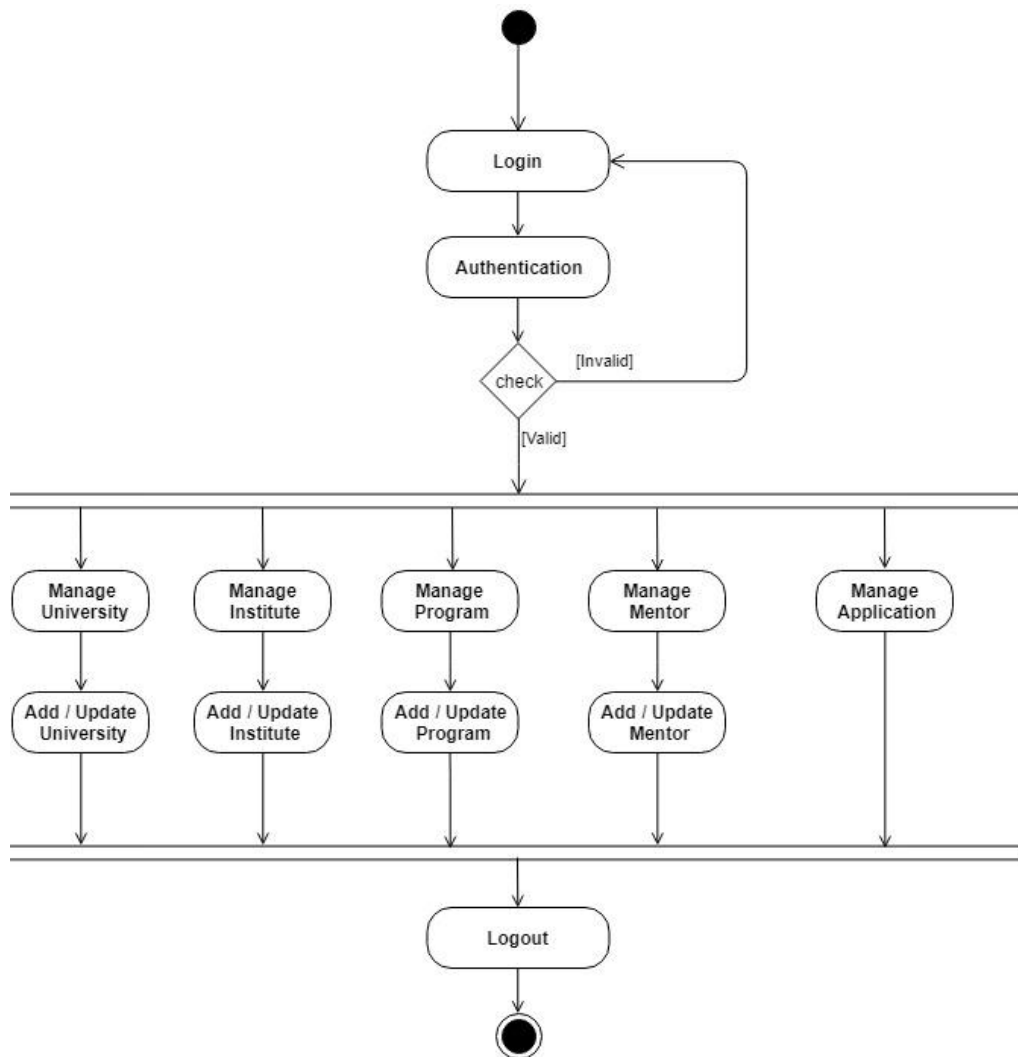 Login
Authentication
[Invalid]
check
[Valid]
Manage
University
Manage
Institute
Manage
Program
Manage
Mentor
Manage
Application
Add / Update
University
Add / Update
Institute
Add / Update
Program
Add / Update
Mentor
Logout